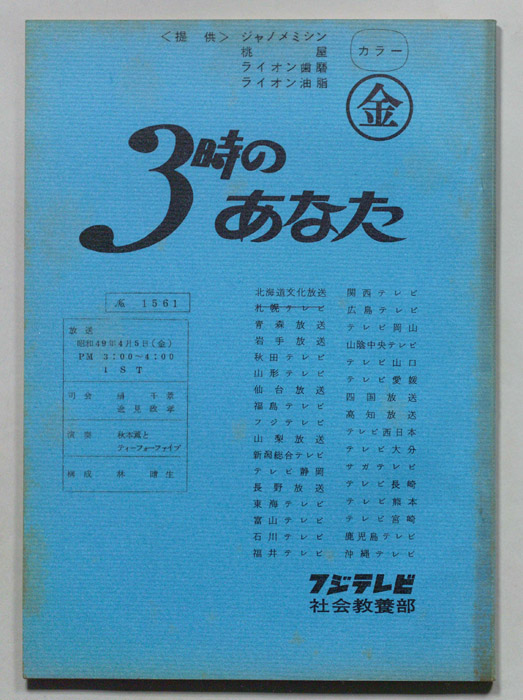 〈提　供〉 ジャノメミシン
桃　　　屋
ライオン歯磨
ライオン油脂
カラー
金
3時の
あなた
№ 1561
放 送
昭和49年4月5日(金)
PM 3:00～4:00
1 S T
司 会
千 景
逸見政孝
演 奏 秋本薫と
ティーフォーファイブ
構 成 林 晴生
北海道文化放送
札幌テレビ
青森放送
岩手放送
秋田テレビ
山形テレビ
仙台放送
福島テレビ
フジテレビ
山梨放送
新潟総合テレビ
テレビ静岡
長野放送
東海テレビ
富山テレビ
石川テレビ
福井テレビ
関西テレビ
広島テレビ
テレビ岡山
山陰中央テレビ
テレビ山口
テレビ愛媛
四国放送
高知放送
テレビ西日本
テレビ大分
サガテレビ
テレビ長崎
テレビ熊本
テレビ宮崎
鹿児島テレビ
沖縄テレビ
フジテレビ
社会教養部